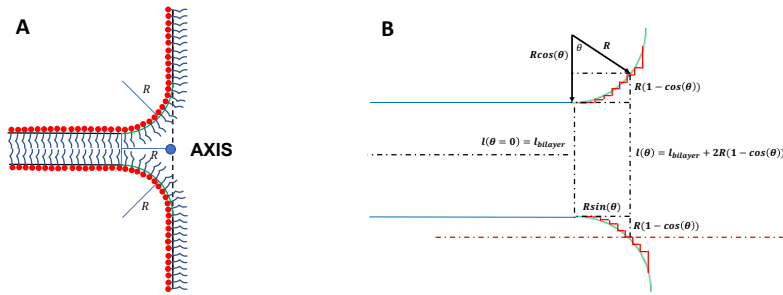 A
R
R
R
AXIS
B
Rcos(θ)
θ
R
R(1−cos(θ))
l(θ = 0) = l_bilayer
l(θ) = l_bilayer + 2R(1−cos(θ))
Rsin(θ)
R(1−cos(θ))